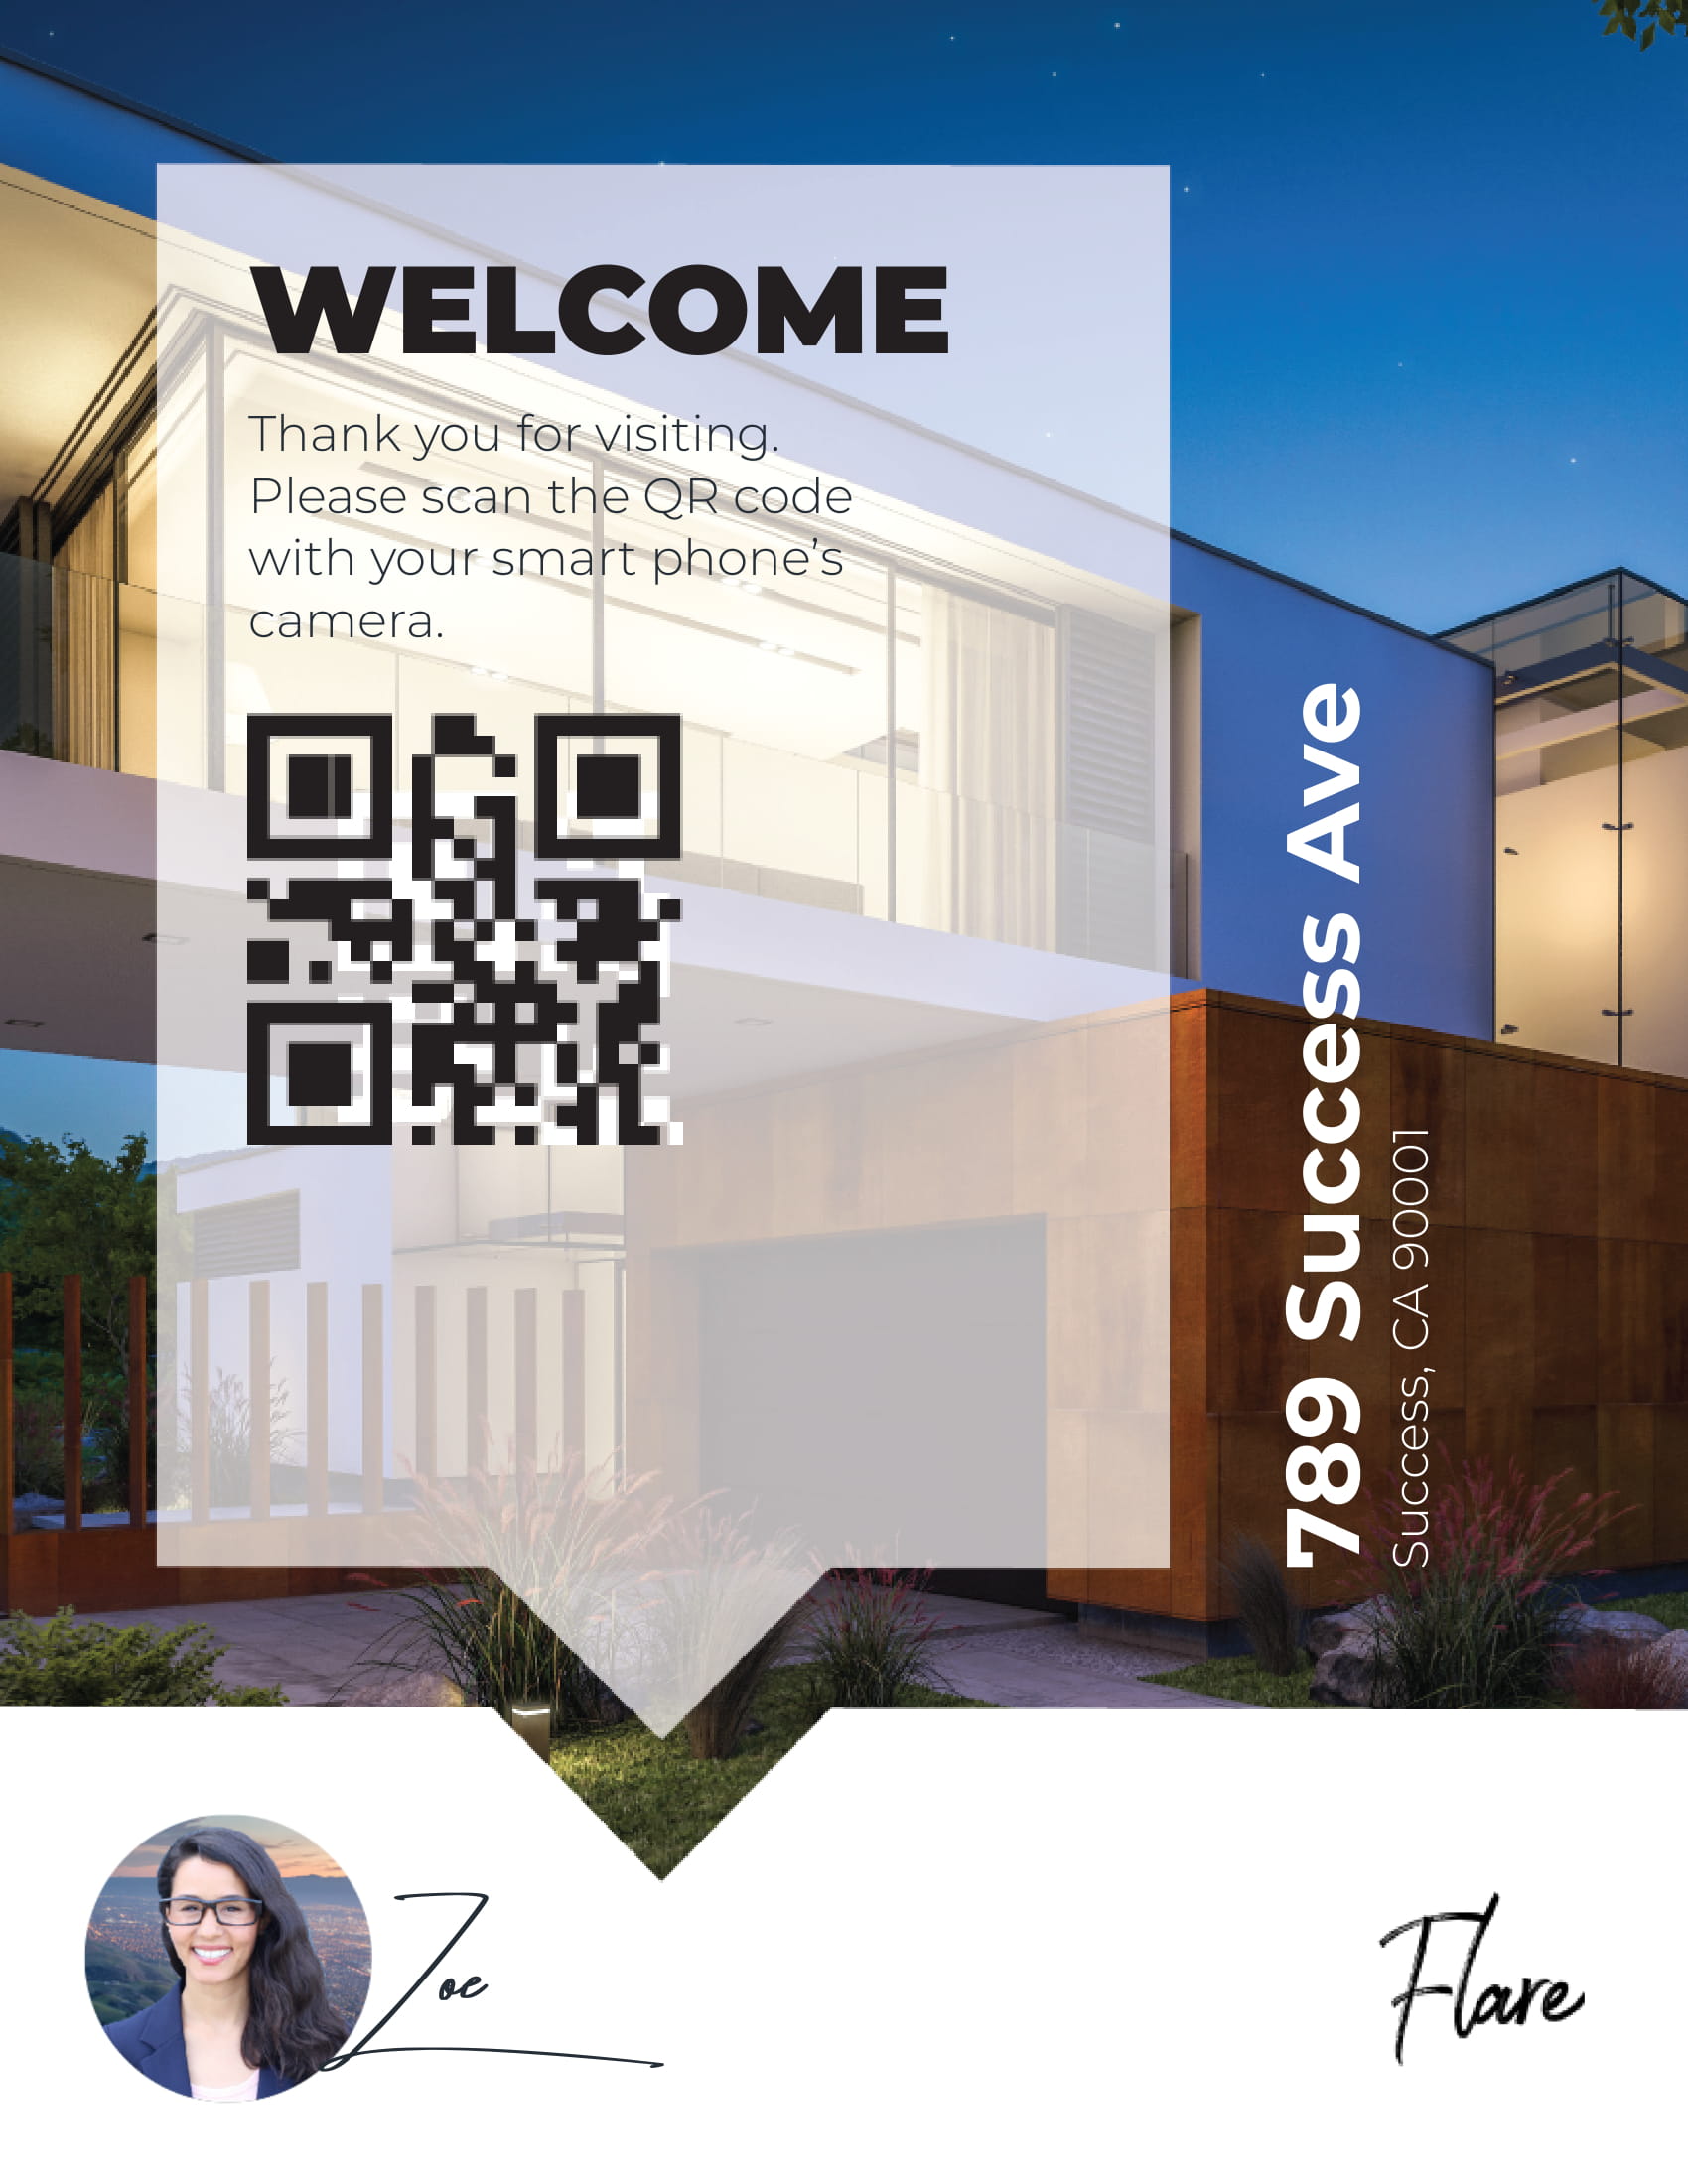 WELCOME
Thank you for visiting.
Please scan the QR code
with your smart phone’s
camera.
789 Success Ave
Success, CA 90001
Zoe
Flare